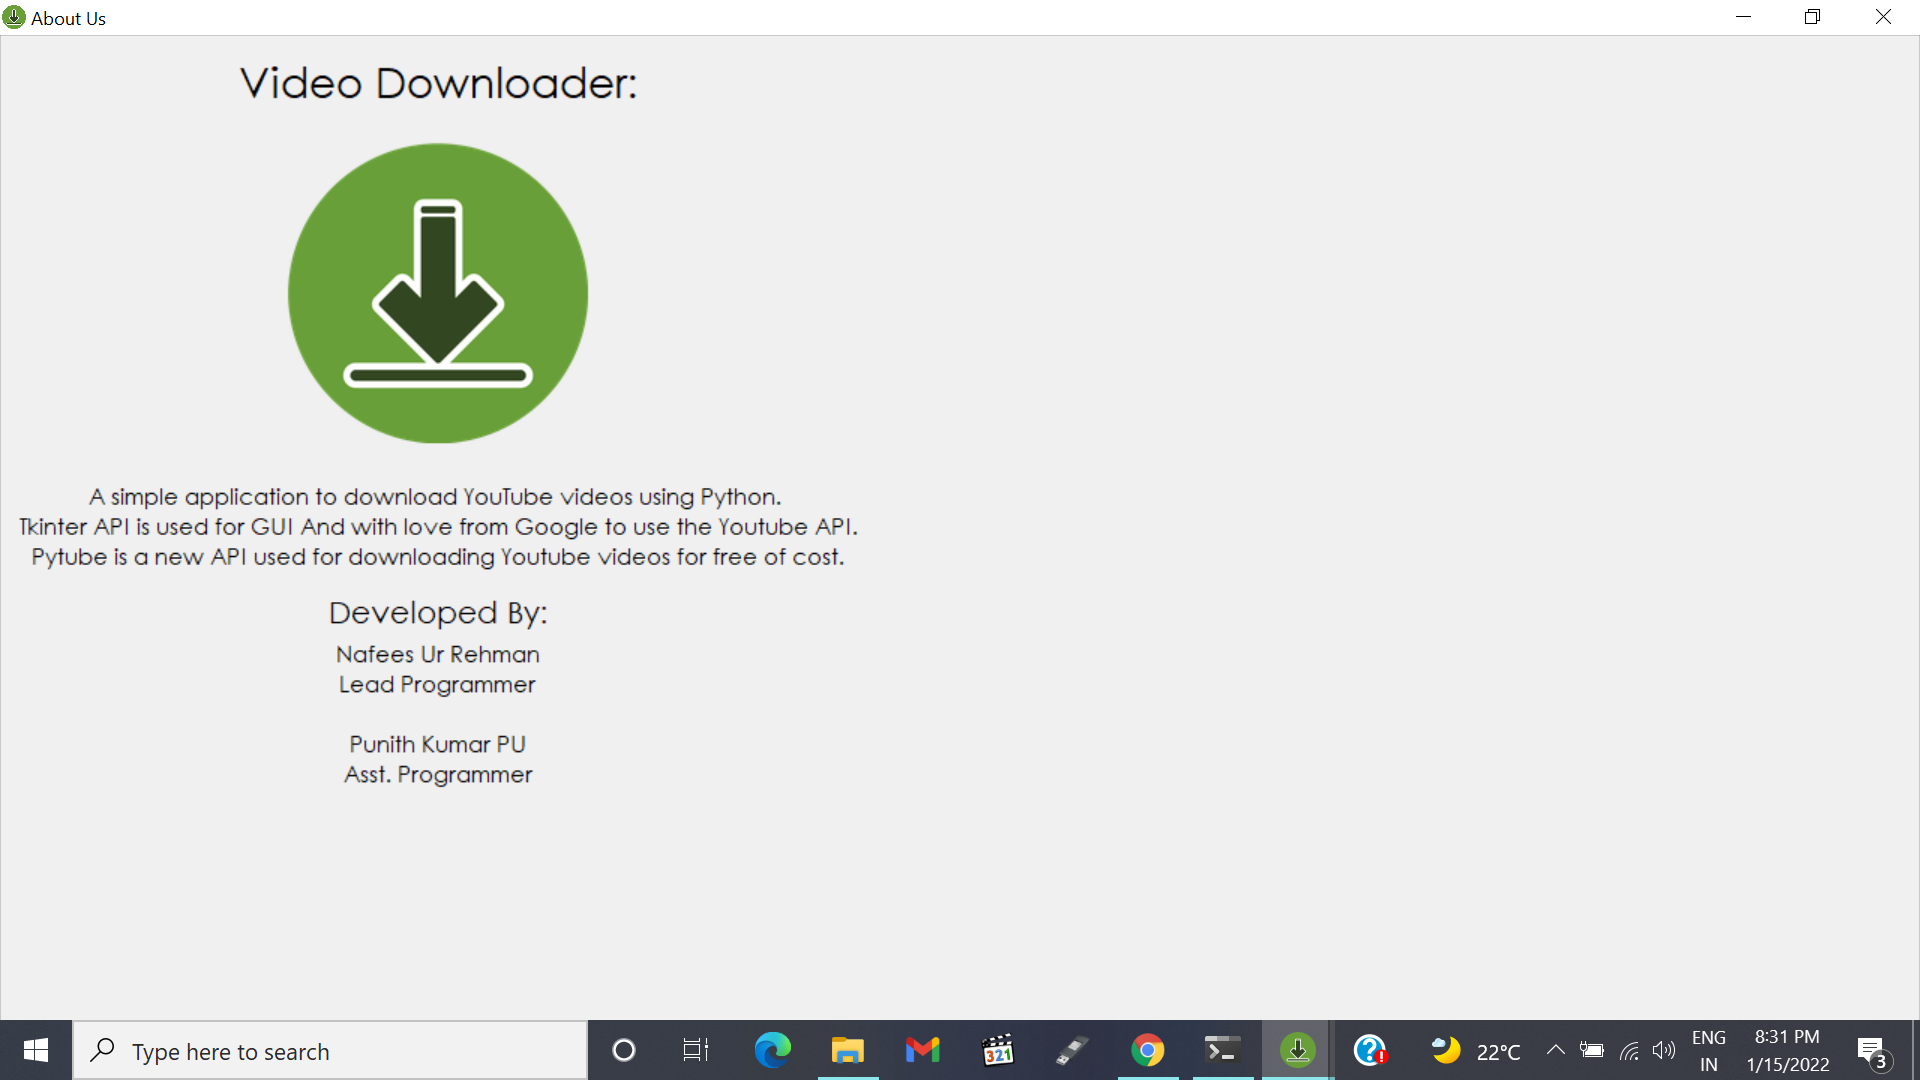 About Us
Video Downloader:
A simple application to download YouTube videos using Python.
Tkinter API is used for GUI And with love from Google to use the Youtube API.
Pytube is a new API used for downloading Youtube videos for free of cost.
Developed By:
Nafees Ur Rehman
Lead Programmer
Punith Kumar PU
Asst. Programmer
Type here to search
321
22°C
ENG
IN
8:31 PM
1/15/2022
3